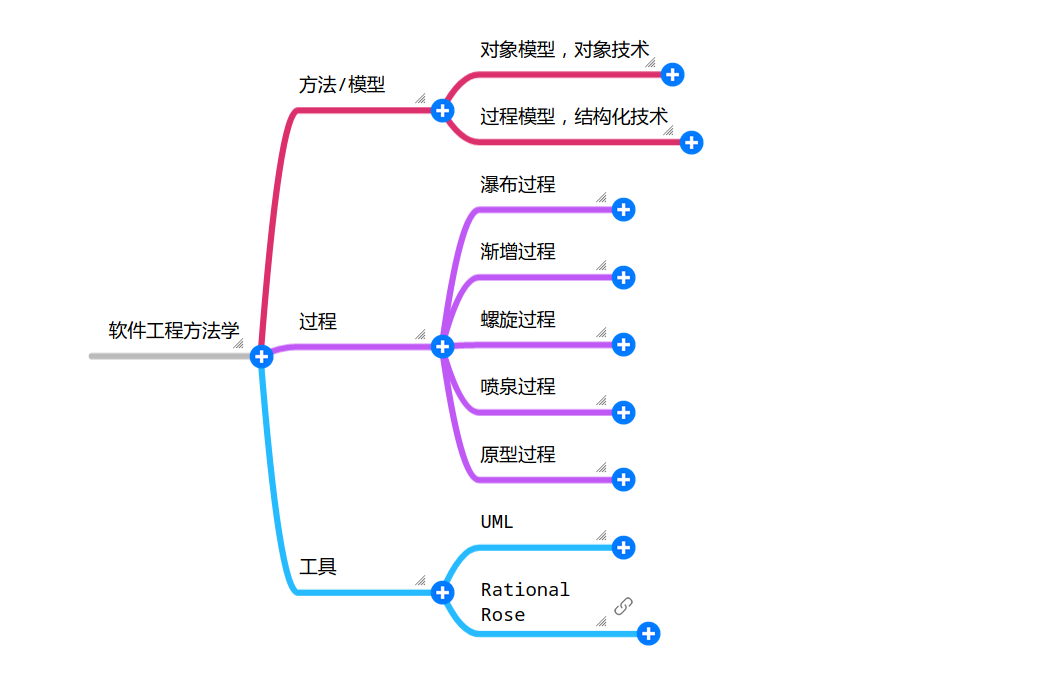 对象模型，对象技术
方法/模型
过程模型，结构化技术
瀑布过程
渐增过程
软件工程方法学
过程
螺旋过程
喷泉过程
原型过程
UML
工具
Rational
Rose